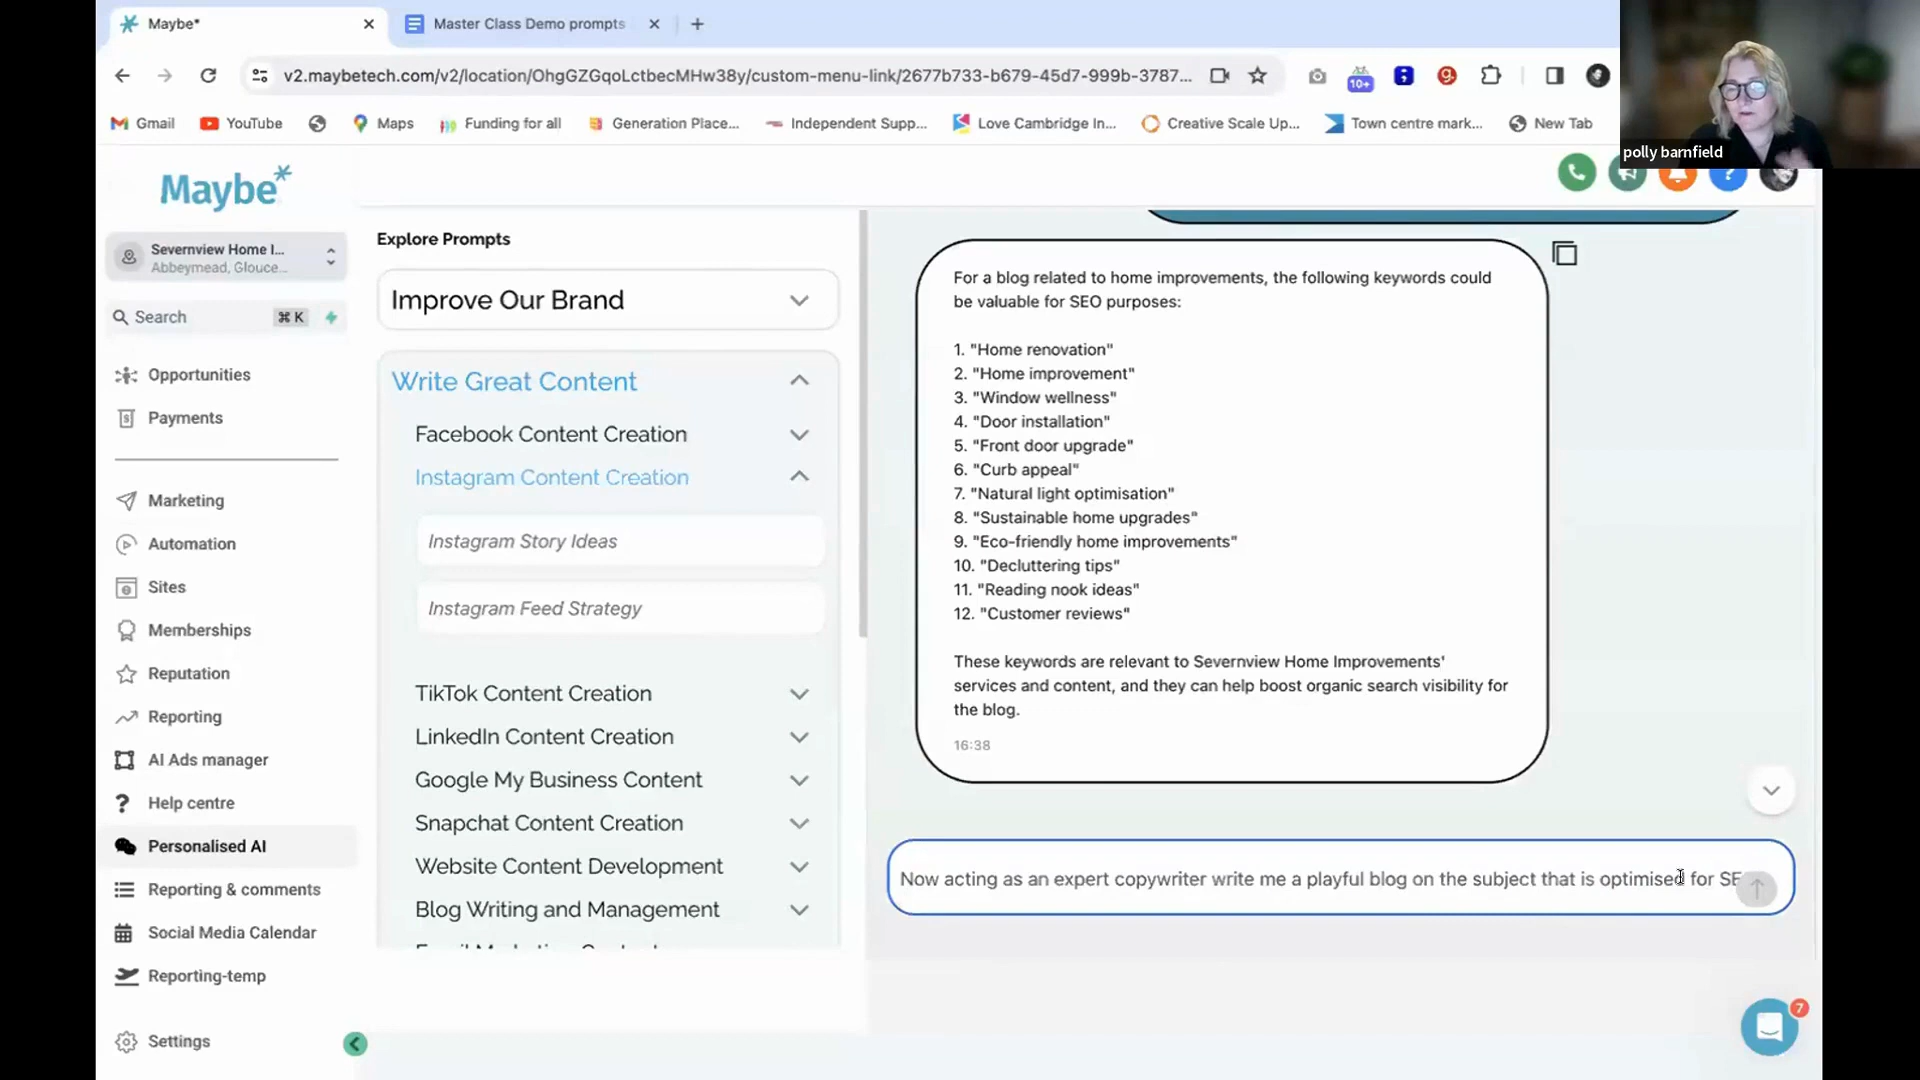 Maybe*
Master Class Demo prompts
v2.maybetech.com/v2/location/OhgGZGqoLctbecMHw38y/custom-menu-link/2677b733-b679-45d7-999b-3787...
10+
Gmail
YouTube
Maps
Funding for all
Generation Place...
Independent Supp...
Love Cambridge In...
Creative Scale Up...
Town centre mark...
New Tab
polly barnfield
Maybe*
Severnview Home I...
Abbeymead, Glouce...
Search
⌘ K
Opportunities
Payments
Marketing
Automation
Sites
Memberships
Reputation
Reporting
AI Ads manager
Help centre
Personalised AI
Reporting & comments
Social Media Calendar
Reporting-temp
Settings
Explore Prompts
Improve Our Brand
Write Great Content
Facebook Content Creation
Instagram Content Creation
Instagram Story Ideas
Instagram Feed Strategy
TikTok Content Creation
LinkedIn Content Creation
Google My Business Content
Snapchat Content Creation
Website Content Development
Blog Writing and Management
For a blog related to home improvements, the following keywords could
be valuable for SEO purposes:
1. "Home renovation"
2. "Home improvement"
3. "Window wellness"
4. "Door installation"
5. "Front door upgrade"
6. "Curb appeal"
7. "Natural light optimisation"
8. "Sustainable home upgrades"
9. "Eco-friendly home improvements"
10. "Decluttering tips"
11. "Reading nook ideas"
12. "Customer reviews"
These keywords are relevant to Severnview Home Improvements'
services and content, and they can help boost organic search visibility for
the blog.
16:38
Now acting as an expert copywriter write me a playful blog on the subject that is optimised for SE
7